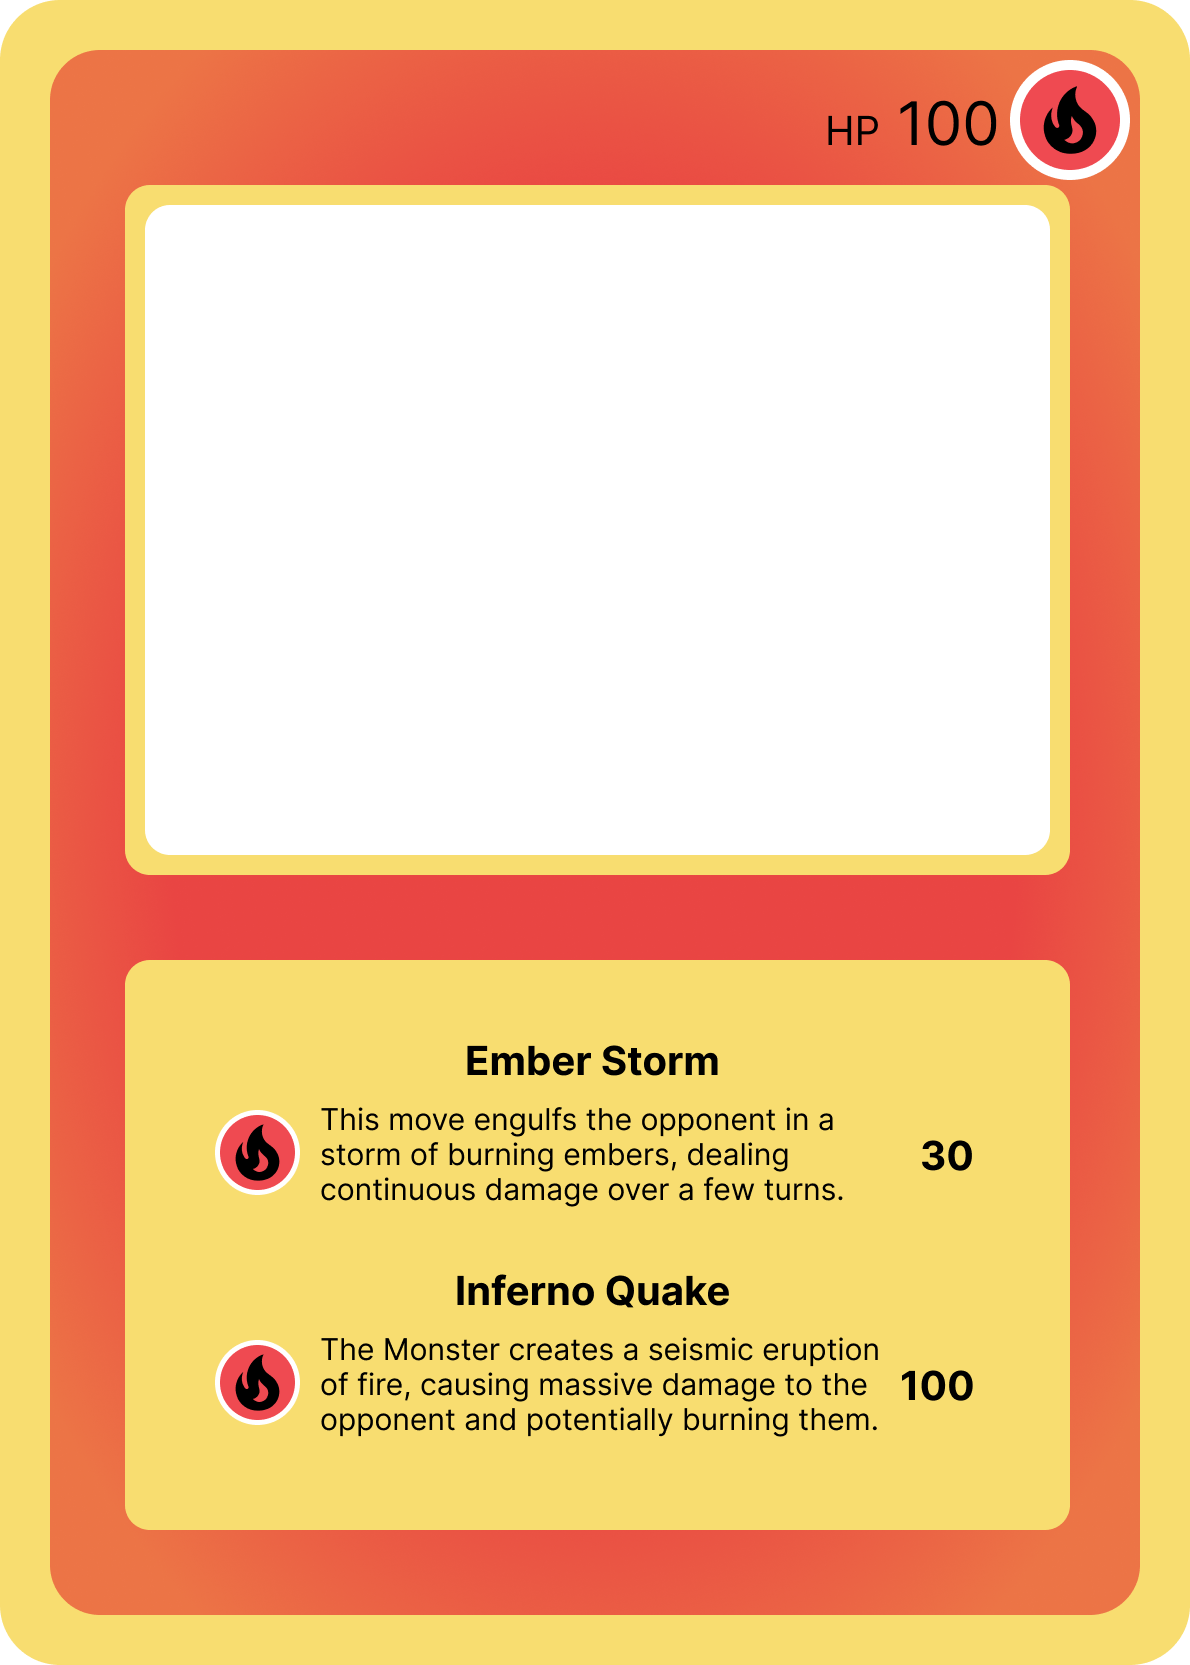 HP 100
Ember Storm
This move engulfs the opponent in a
storm of burning embers, dealing
continuous damage over a few turns.
30
Inferno Quake
The Monster creates a seismic eruption
of fire, causing massive damage to the
opponent and potentially burning them.
100